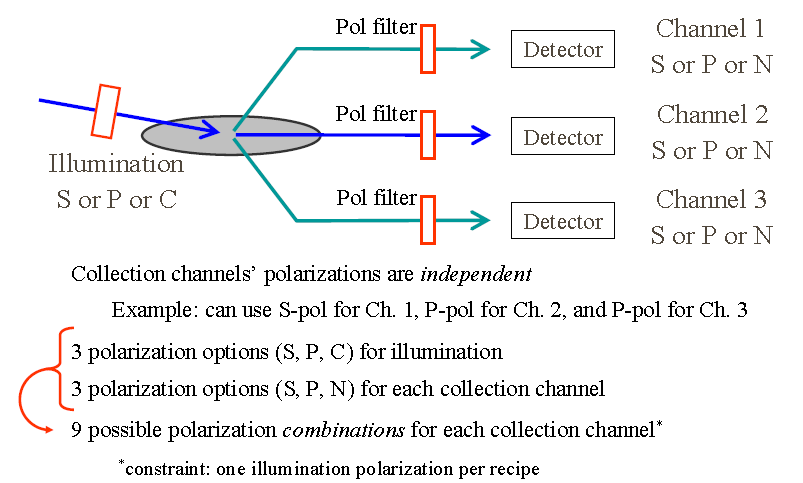 Pol filter
Detector
Channel 1
S or P or N
Pol filter
Detector
Channel 2
S or P or N
Illumination
S or P or C
Pol filter
Detector
Channel 3
S or P or N
Collection channels' polarizations are independent
Example: can use S-pol for Ch. 1, P-pol for Ch. 2, and P-pol for Ch. 3
3 polarization options (S, P, C) for illumination
3 polarization options (S, P, N) for each collection channel
9 possible polarization combinations for each collection channel*
*constraint: one illumination polarization per recipe